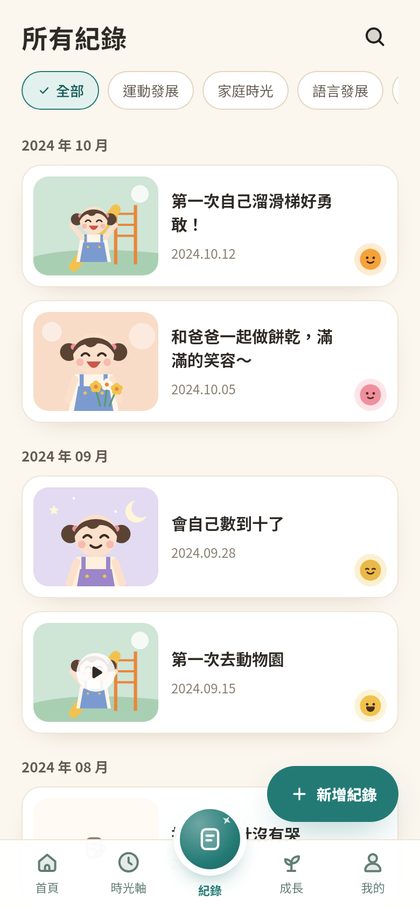 所有紀錄
全部
運動發展
家庭時光
語言發展
2024 年 10 月
第一次自己溜滑梯好勇
敢！
2024.10.12
和爸爸一起做餅乾，滿
滿的笑容～
2024.10.05
2024 年 09 月
會自己數到十了
2024.09.28
第一次去動物園
2024.09.15
2024 年 08 月
新增紀錄
沒有哭
首頁
時光軸
紀錄
成長
我的